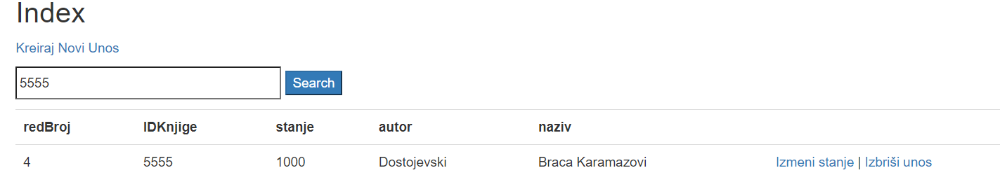 Index
Kreiraj Novi Unos
5555 Search
redBroj IDKnjige stanje autor naziv
4 5555 1000 Dostojevski Braca Karamazovi Izmeni stanje | Izbriši unos